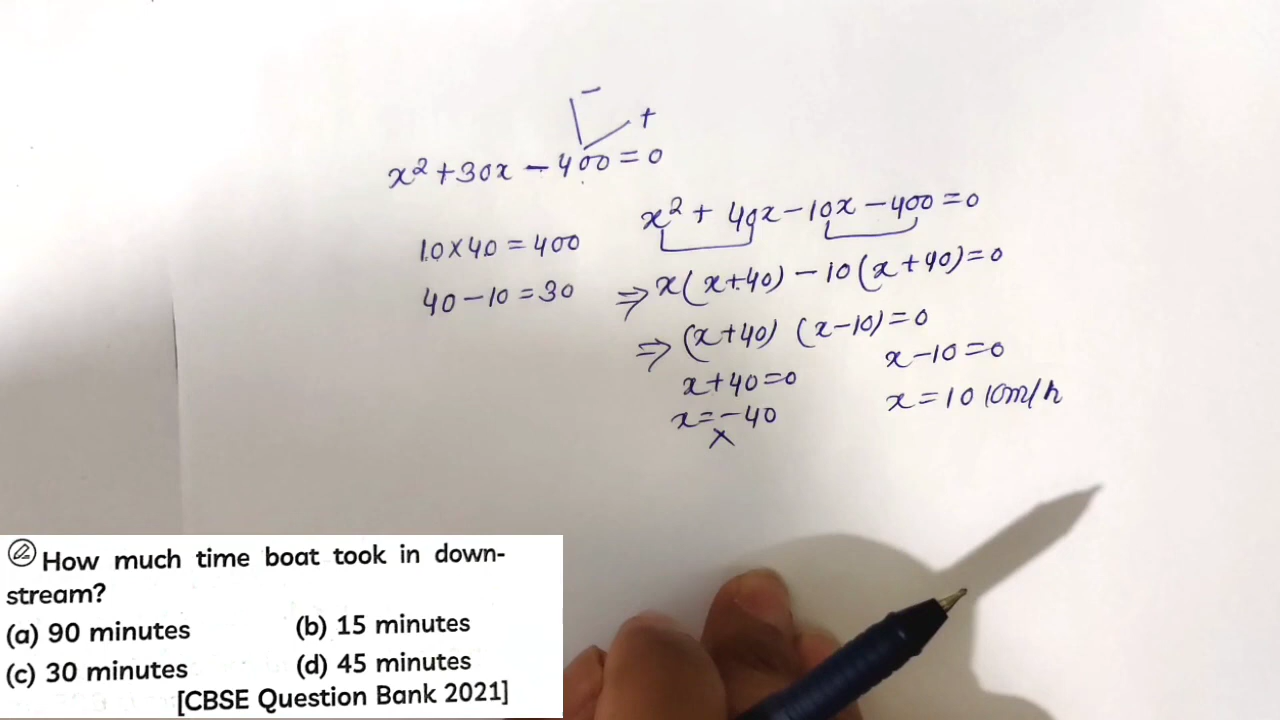 - +
x² + 30x - 400 = 0
10 × 40 = 400
40 - 10 = 30
x² + 40x - 10x - 400 = 0
⇒ x(x+40) - 10(x+40) = 0
⇒ (x+40) (x-10) = 0
x + 40 = 0
x = -40
×
x - 10 = 0
x = 10 km/h
② How much time boat took in down-
stream?
(a) 90 minutes (b) 15 minutes
(c) 30 minutes (d) 45 minutes
[CBSE Question Bank 2021]